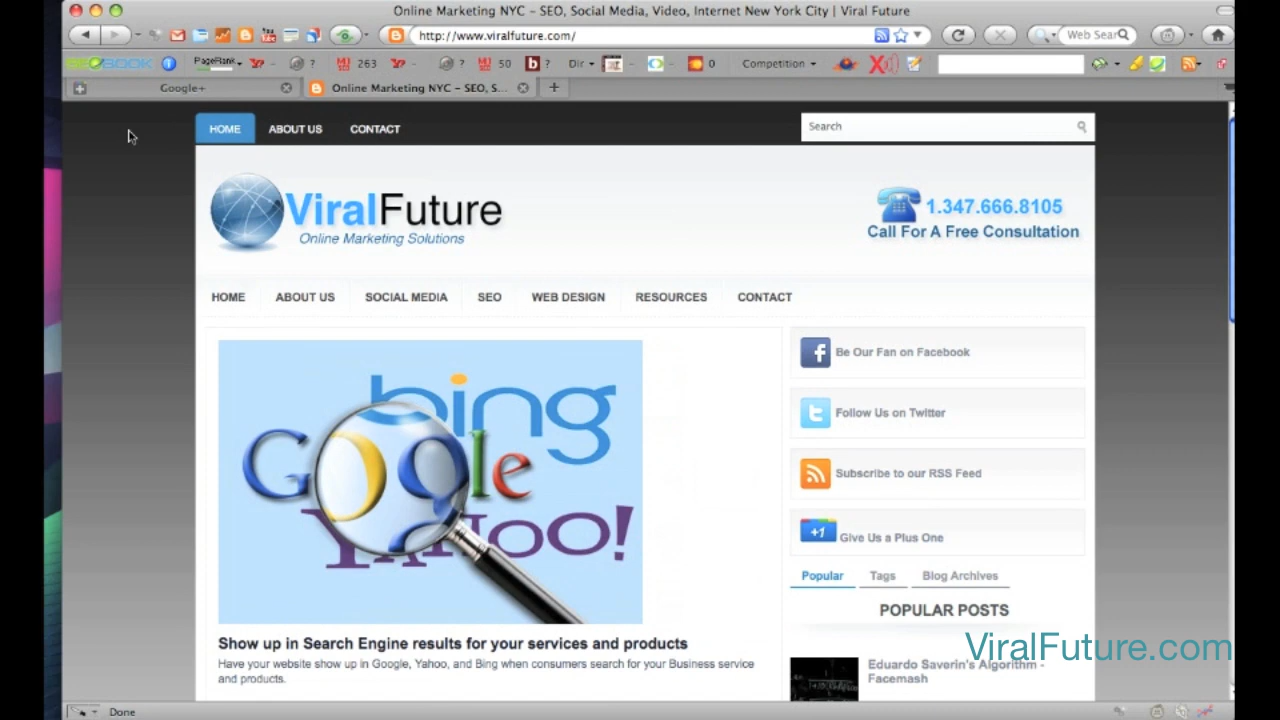 Online Marketing NYC – SEO, Social Media, Video, Internet New York City | Viral Future
http://www.viralfuture.com/
Web Sear
SEOBOOK
PageRank
?
263
?
50
?
Dir
0
Competition
Google+
Online Marketing NYC – SEO, S...
HOME
ABOUT US
CONTACT
Search
ViralFuture
Online Marketing Solutions
1.347.666.8105
Call For A Free Consultation
HOME
ABOUT US
SOCIAL MEDIA
SEO
WEB DESIGN
RESOURCES
CONTACT
bing
Google
YAHOO!
Be Our Fan on Facebook
Follow Us on Twitter
Subscribe to our RSS Feed
+1 Give Us a Plus One
Popular
Tags
Blog Archives
POPULAR POSTS
Show up in Search Engine results for your services and products
Have your website show up in Google, Yahoo, and Bing when consumers search for your Business service
and products.
Eduardo Saverin's Algorithm -
Facemash
ViralFuture.com
Done